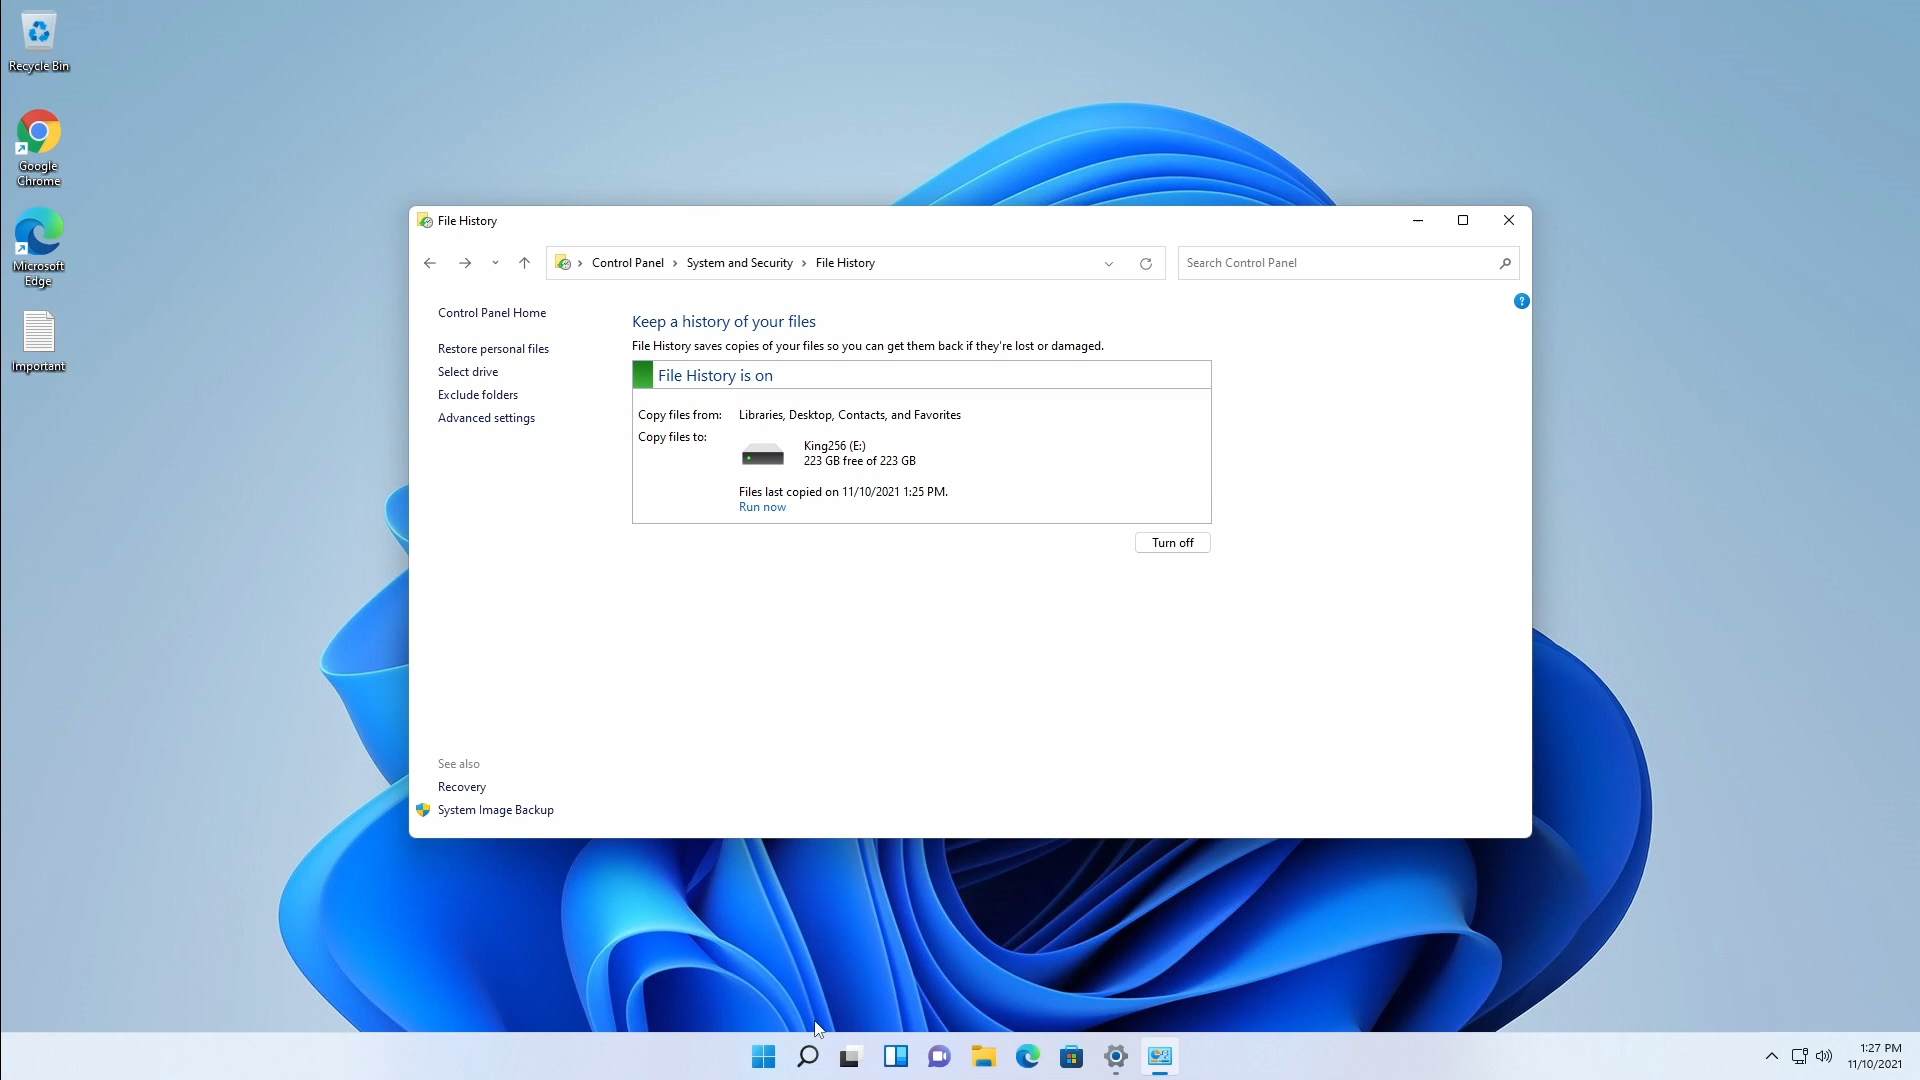 Recycle Bin
Google
Chrome
Microsoft
Edge
Important
File History
Control Panel
System and Security
File History
Search Control Panel
?
Control Panel Home
Restore personal files
Select drive
Exclude folders
Advanced settings
Keep a history of your files
File History saves copies of your files so you can get them back if they're lost or damaged.
File History is on
Copy files from: Libraries, Desktop, Contacts, and Favorites
Copy files to:
King256 (E:)
223 GB free of 223 GB
Files last copied on 11/10/2021 1:25 PM.
Run now
Turn off
See also
Recovery
System Image Backup
1:27 PM
11/10/2021